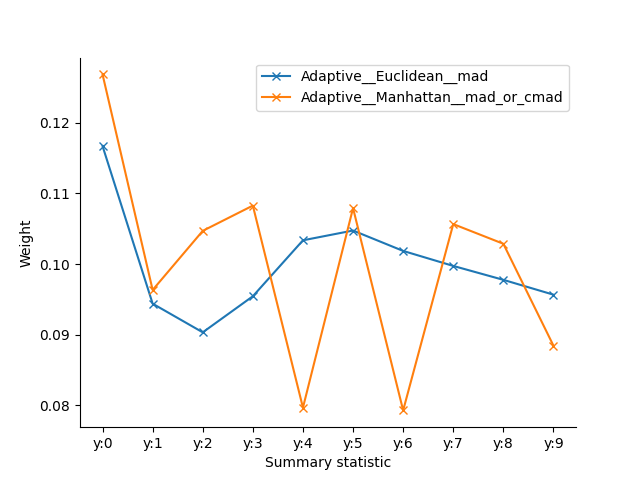 Adaptive__Euclidean__mad
Adaptive__Manhattan__mad_or_cmad
0.12
0.11
0.10
0.09
0.08
Weight
y:0 y:1 y:2 y:3 y:4 y:5 y:6 y:7 y:8 y:9
Summary statistic